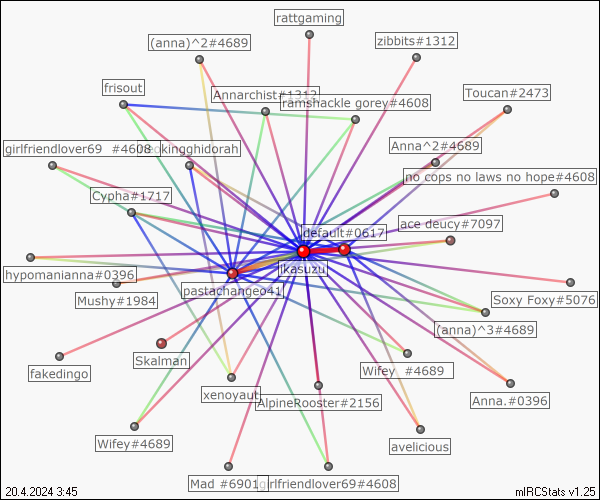 rattgaming
(anna)^2#4689
zibbits#1312
frisout
Annarchist#1312
ramshackle gorey#4608
Toucan#2473
girlfriendlover69 #4608
kingghidorah
Anna^2#4689
no cops no laws no hope#4608
Cypha#1717
default#0617
ace deucy#7097
hypomanianna#0396
ikasuzu
pastachangeo41
Mushy#1984
Soxy Foxy#5076
(anna)^3#4689
Skalman
fakedingo
Wifey #4689
xenoyaut
AlpineRooster#2156
Anna.#0396
Wifey#4689
avelicious
Mad #6901
girlfriendlover69#4608
20.4.2024 3:45
mIRCStats v1.25